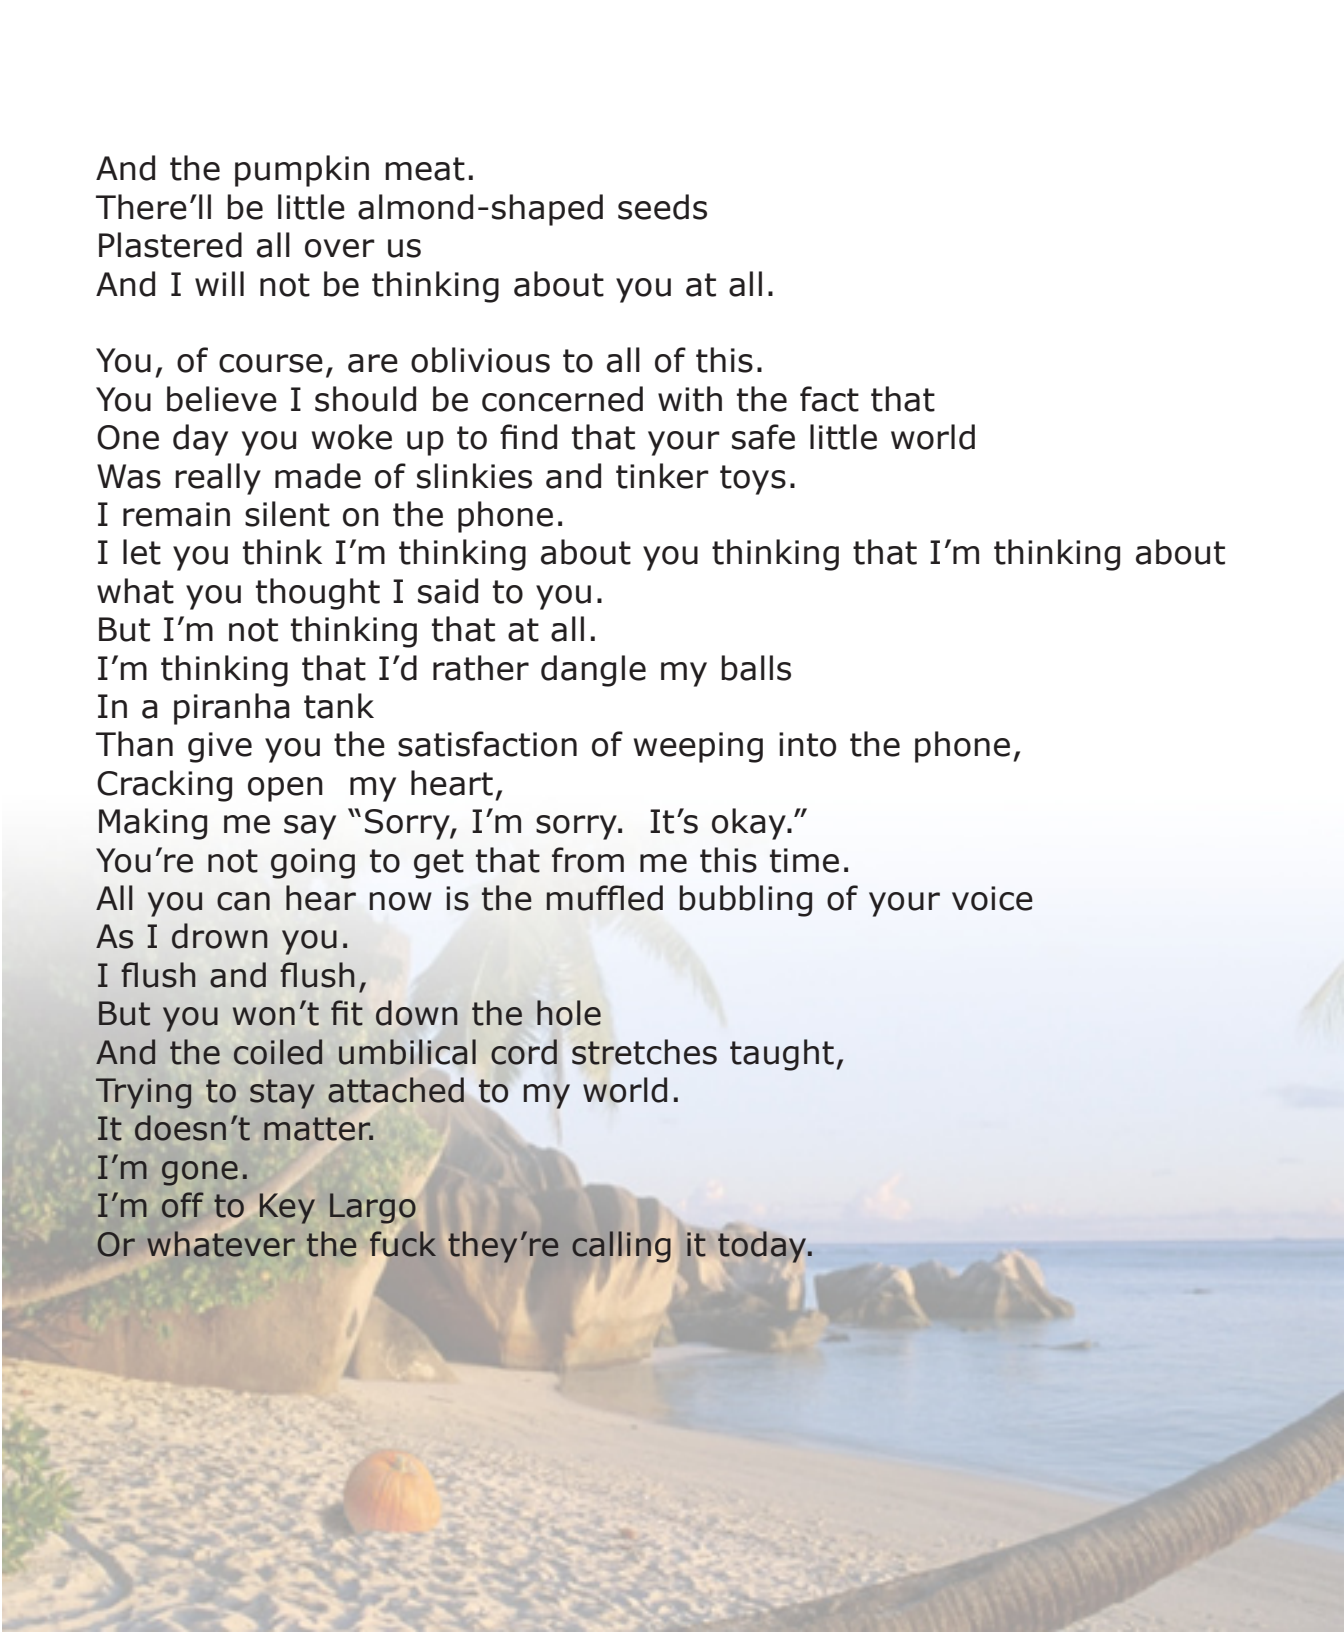 And the pumpkin meat.
There’ll be little almond-shaped seeds
Plastered all over us
And I will not be thinking about you at all.

You, of course, are oblivious to all of this.
You believe I should be concerned with the fact that
One day you woke up to find that your safe little world
Was really made of slinkies and tinker toys.
I remain silent on the phone.
I let you think I’m thinking about you thinking that I’m thinking about
what you thought I said to you.
But I’m not thinking that at all.
I’m thinking that I’d rather dangle my balls
In a piranha tank
Than give you the satisfaction of weeping into the phone,
Cracking open  my heart,
Making me say “Sorry, I’m sorry.  It’s okay.”
You’re not going to get that from me this time.
All you can hear now is the muffled bubbling of your voice
As I drown you.
I flush and flush,
But you won’t fit down the hole
And the coiled umbilical cord stretches taught,
Trying to stay attached to my world.
It doesn’t matter.
I’m gone.
I’m off to Key Largo
Or whatever the fuck they’re calling it today.